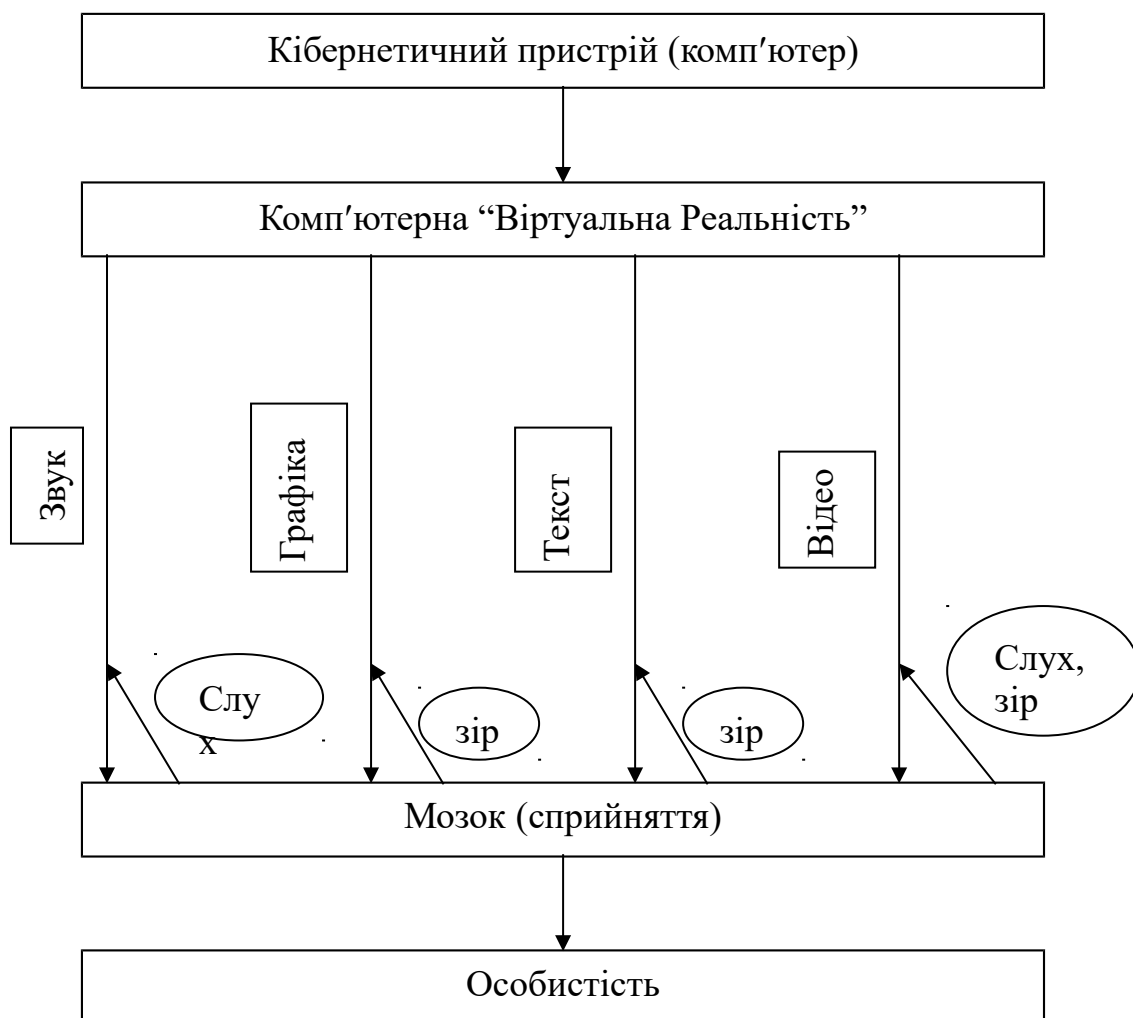 Кібернетичний пристрій (комп′ютер)
Комп′ютерна “Віртуальна Реальність”
Звук
Графіка
Текст
Відео
Слу
х
зір
зір
Слух,
зір
Мозок (сприйняття)
Особистість